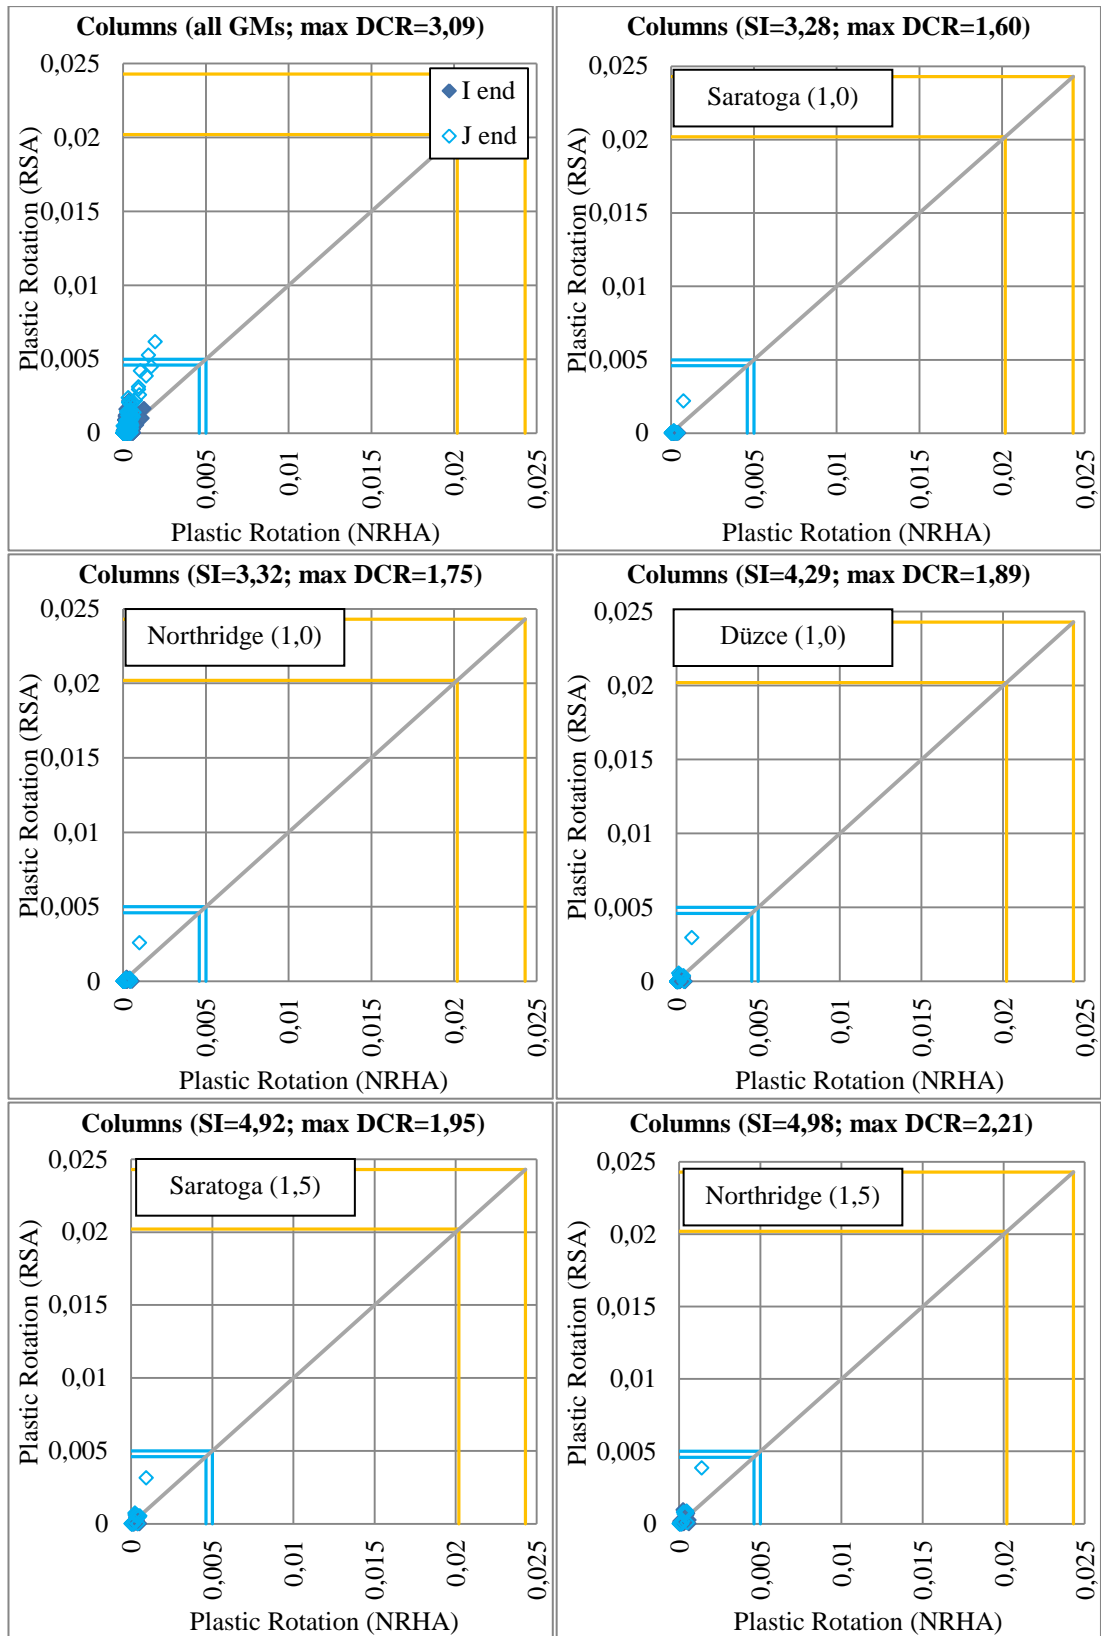 Columns (all GMs; max DCR=3,09)
Plastic Rotation (RSA)
0,025
0,02
0,015
0,01
0,005
0
I end
J end
0
0,005
0,01
0,015
0,02
0,025
Plastic Rotation (NRHA)
Columns (SI=3,28; max DCR=1,60)
Plastic Rotation (RSA)
0,025
0,02
0,015
0,01
0,005
0
Saratoga (1,0)
0
0,005
0,01
0,015
0,02
0,025
Plastic Rotation (NRHA)
Columns (SI=3,32; max DCR=1,75)
Plastic Rotation (RSA)
0,025
0,02
0,015
0,01
0,005
0
Northridge (1,0)
0
0,005
0,01
0,015
0,02
0,025
Plastic Rotation (NRHA)
Columns (SI=4,29; max DCR=1,89)
Plastic Rotation (RSA)
0,025
0,02
0,015
0,01
0,005
0
Düzce (1,0)
0
0,005
0,01
0,015
0,02
0,025
Plastic Rotation (NRHA)
Columns (SI=4,92; max DCR=1,95)
Plastic Rotation (RSA)
0,025
0,02
0,015
0,01
0,005
0
Saratoga (1,5)
0
0,005
0,01
0,015
0,02
0,025
Plastic Rotation (NRHA)
Columns (SI=4,98; max DCR=2,21)
Plastic Rotation (RSA)
0,025
0,02
0,015
0,01
0,005
0
Northridge (1,5)
0
0,005
0,01
0,015
0,02
0,025
Plastic Rotation (NRHA)